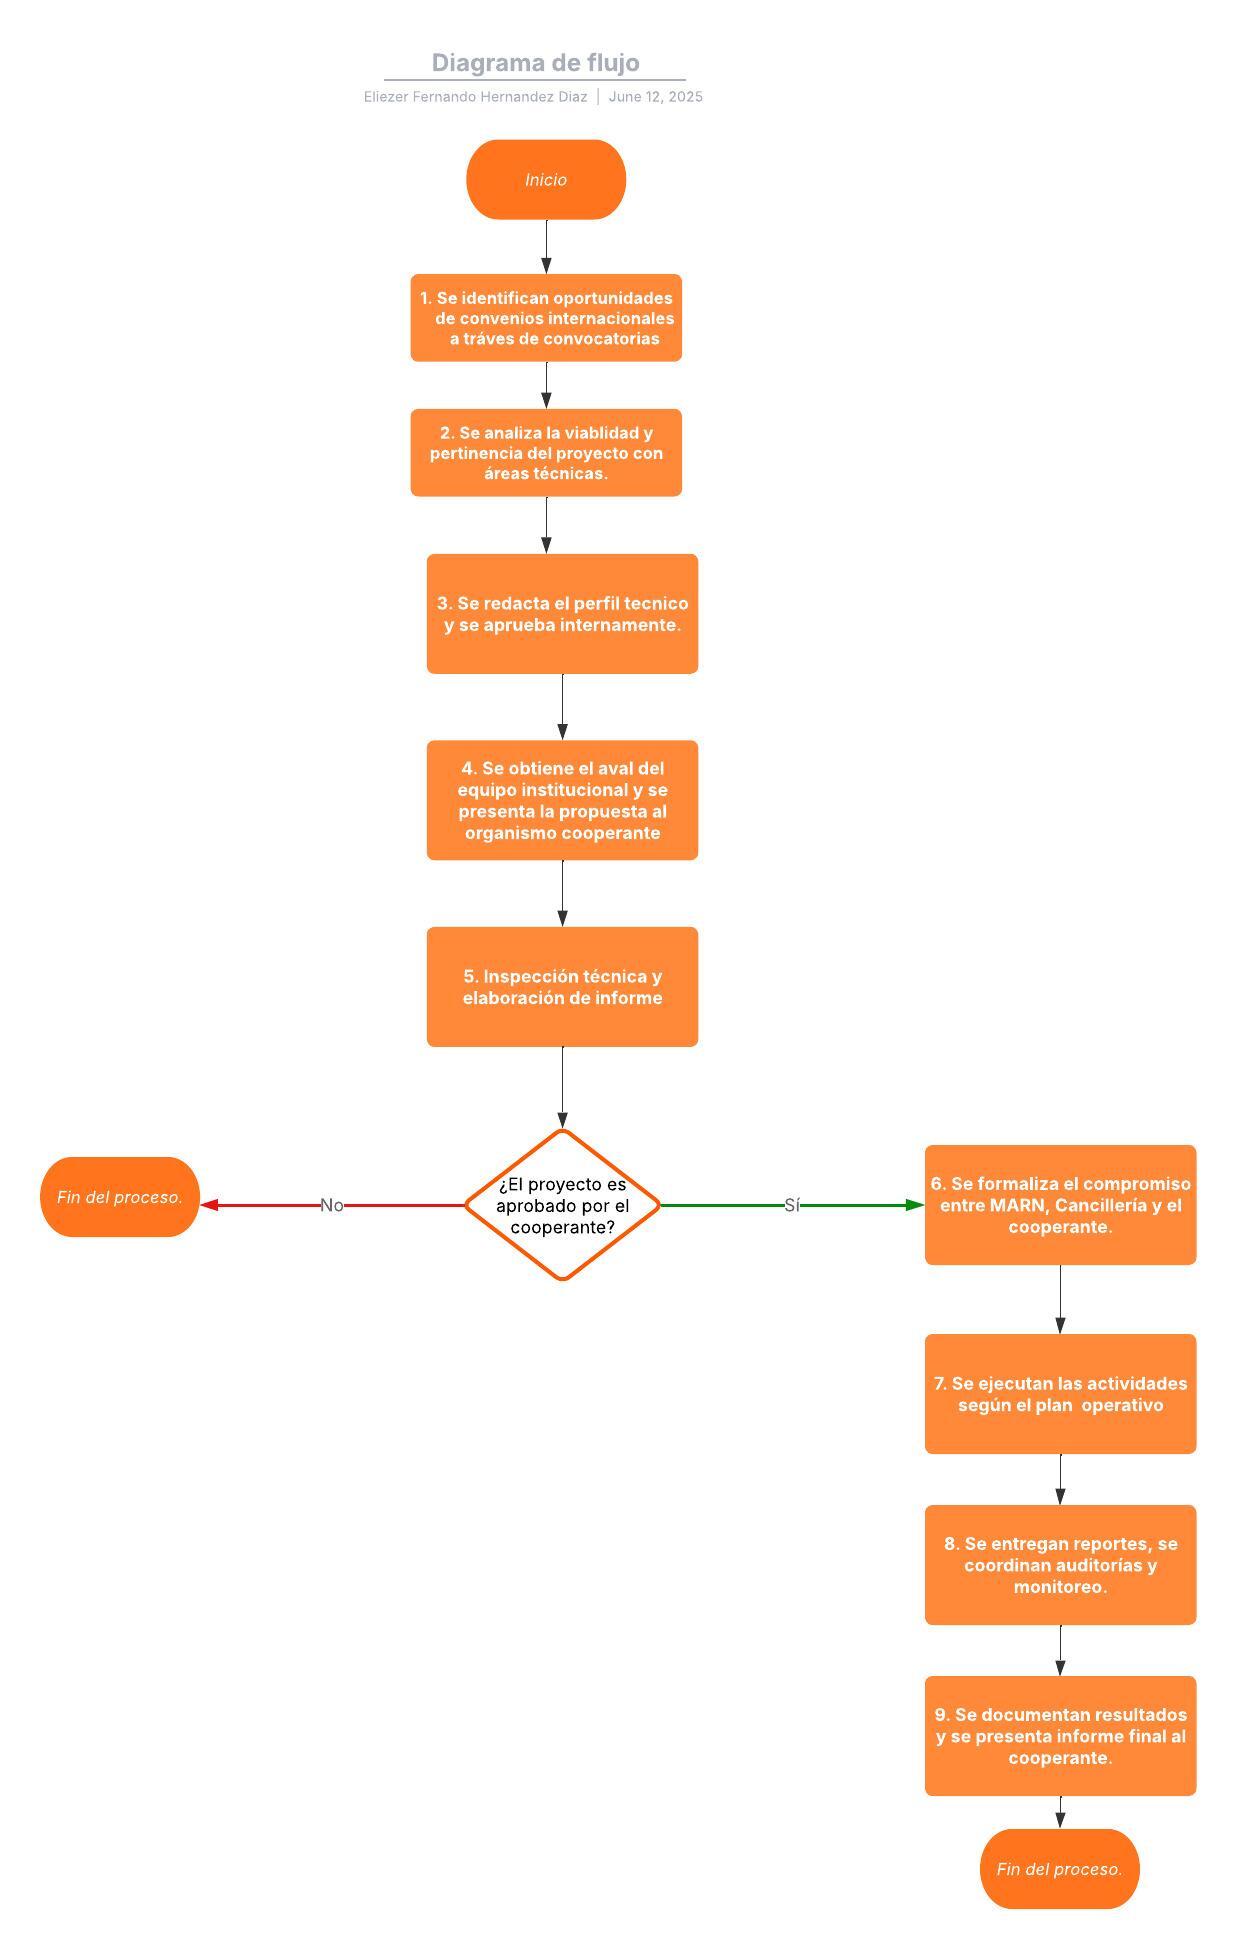 Diagrama de flujo
Eliezer Fernando Hernandez Diaz | June 12, 2025
Inicio
1. Se identifican oportunidades
de convenios internacionales
a tráves de convocatorias
2. Se analiza la viablidad y
pertinencia del proyecto con
áreas técnicas.
3. Se redacta el perfil tecnico
y se aprueba internamente.
4. Se obtiene el aval del
equipo institucional y se
presenta la propuesta al
organismo cooperante
5. Inspección técnica y
elaboración de informe
¿El proyecto es
aprobado por el
cooperante?
No
Fin del proceso.
Sí
6. Se formaliza el compromiso
entre MARN, Cancillería y el
cooperante.
7. Se ejecutan las actividades
según el plan  operativo
8. Se entregan reportes, se
coordinan auditorías y
monitoreo.
9. Se documentan resultados
y se presenta informe final al
cooperante.
Fin del proceso.